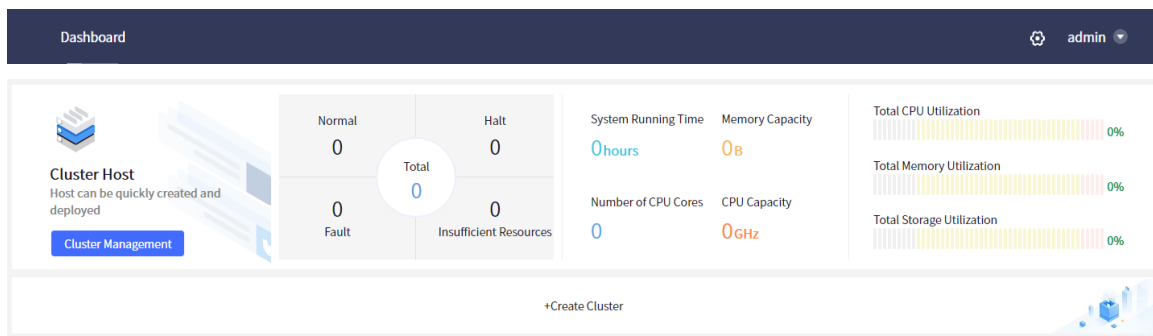 Dashboard
admin
Cluster Host
Host can be quickly created and
deployed
Cluster Management
Normal
0
Halt
0
Total
0
0
Fault
0
Insufficient Resources
System Running Time
0hours
Memory Capacity
0B
Number of CPU Cores
0
CPU Capacity
0GHz
Total CPU Utilization
0%
Total Memory Utilization
0%
Total Storage Utilization
0%
+Create Cluster